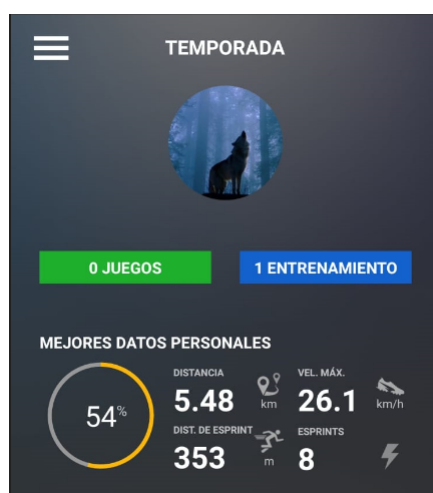 TEMPORADA
0 JUEGOS
1 ENTRENAMIENTO
MEJORES DATOS PERSONALES
54%
DISTANCIA
5.48 km
VEL. MÁX.
26.1 km/h
DIST. DE ESPRINT
353 m
ESPRINTS
8